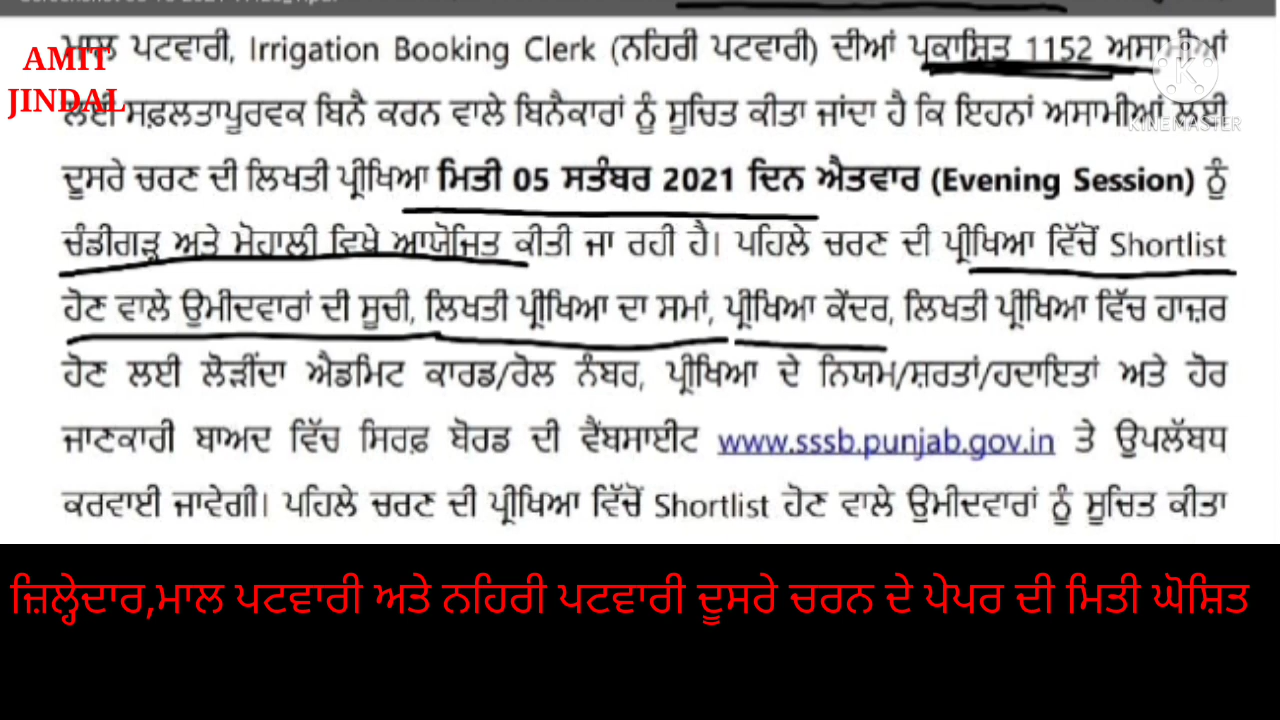 ਮਾਲ ਪਟਵਾਰੀ, Irrigation Booking Clerk (ਨਹਿਰੀ ਪਟਵਾਰੀ) ਦੀਆਂ ਪ੍ਰਕਾਸ਼ਿਤ 1152 ਅਸਾਮੀਆਂ
AMIT
JINDAL
KINEMASTER
ਲਈ ਸਫ਼ਲਤਾਪੂਰਵਕ ਬਿਨੈ ਕਰਨ ਵਾਲੇ ਬਿਨੈਕਾਰਾਂ ਨੂੰ ਸੂਚਿਤ ਕੀਤਾ ਜਾਂਦਾ ਹੈ ਕਿ ਇਹਨਾਂ ਅਸਾਮੀਆਂ ਲਈ
ਦੂਸਰੇ ਚਰਣ ਦੀ ਲਿਖਤੀ ਪ੍ਰੀਖਿਆ ਮਿਤੀ 05 ਸਤੰਬਰ 2021 ਦਿਨ ਐਤਵਾਰ (Evening Session) ਨੂੰ
ਚੰਡੀਗੜ੍ਹ ਅਤੇ ਮੋਹਾਲੀ ਵਿਖੇ ਆਯੋਜਿਤ ਕੀਤੀ ਜਾ ਰਹੀ ਹੈ। ਪਹਿਲੇ ਚਰਣ ਦੀ ਪ੍ਰੀਖਿਆ ਵਿੱਚੋਂ Shortlist
ਹੋਣ ਵਾਲੇ ਉਮੀਦਵਾਰਾਂ ਦੀ ਸੂਚੀ, ਲਿਖਤੀ ਪ੍ਰੀਖਿਆ ਦਾ ਸਮਾਂ, ਪ੍ਰੀਖਿਆ ਕੇਂਦਰ, ਲਿਖਤੀ ਪ੍ਰੀਖਿਆ ਵਿੱਚ ਹਾਜ਼ਰ
ਹੋਣ ਲਈ ਲੋੜੀਂਦਾ ਐਡਮਿਟ ਕਾਰਡ/ਰੋਲ ਨੰਬਰ, ਪ੍ਰੀਖਿਆ ਦੇ ਨਿਯਮ/ਸ਼ਰਤਾਂ/ਹਦਾਇਤਾਂ ਅਤੇ ਹੋਰ
ਜਾਣਕਾਰੀ ਬਾਅਦ ਵਿੱਚ ਸਿਰਫ਼ ਬੋਰਡ ਦੀ ਵੈੱਬਸਾਈਟ www.sssb.punjab.gov.in ਤੇ ਉਪਲੱਬਧ
ਕਰਵਾਈ ਜਾਵੇਗੀ। ਪਹਿਲੇ ਚਰਣ ਦੀ ਪ੍ਰੀਖਿਆ ਵਿੱਚੋਂ Shortlist ਹੋਣ ਵਾਲੇ ਉਮੀਦਵਾਰਾਂ ਨੂੰ ਸੂਚਿਤ ਕੀਤਾ
ਜ਼ਿਲ੍ਹੇਦਾਰ,ਮਾਲ ਪਟਵਾਰੀ ਅਤੇ ਨਹਿਰੀ ਪਟਵਾਰੀ ਦੂਸਰੇ ਚਰਨ ਦੇ ਪੇਪਰ ਦੀ ਮਿਤੀ ਘੋਸ਼ਿਤ